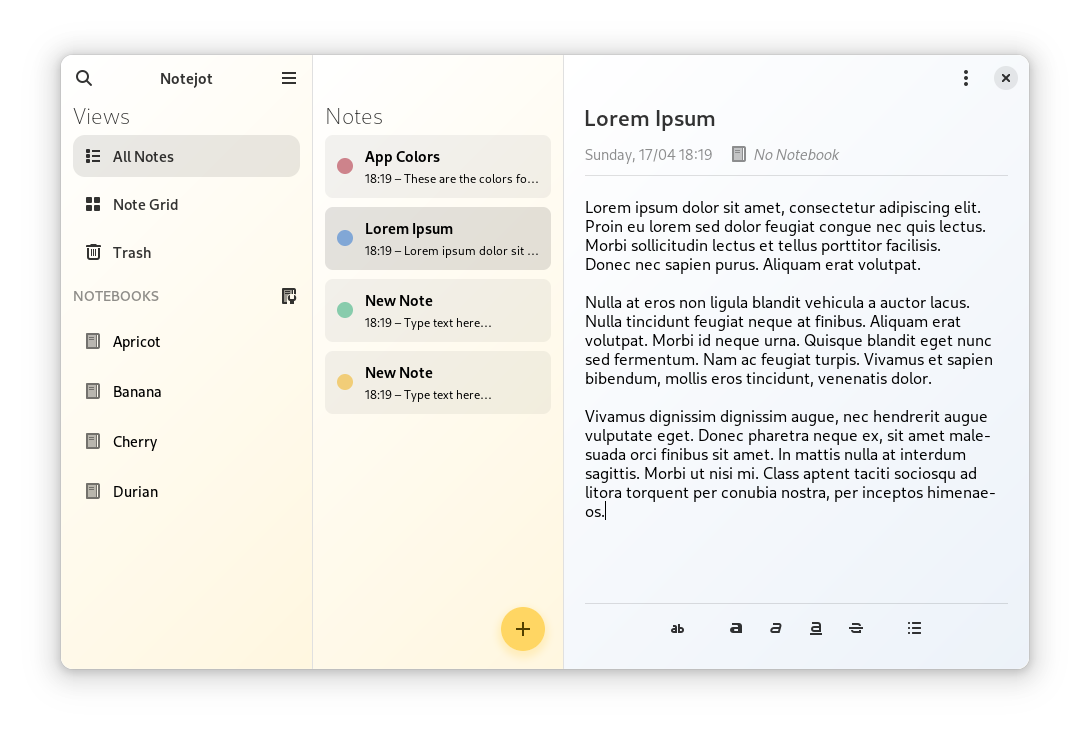 Notejot
Views
All Notes
Note Grid
Trash
NOTEBOOKS
Apricot
Banana
Cherry
Durian
Notes
App Colors
18:19 – These are the colors fo…
Lorem Ipsum
18:19 – Lorem ipsum dolor sit …
New Note
18:19 – Type text here…
New Note
18:19 – Type text here…
Lorem Ipsum
Sunday, 17/04 18:19 No Notebook
Lorem ipsum dolor sit amet, consectetur adipiscing elit.
Proin eu lorem sed dolor feugiat congue nec quis lectus.
Morbi sollicitudin lectus et tellus porttitor facilisis.
Donec nec sapien purus. Aliquam erat volutpat.
Nulla at eros non ligula blandit vehicula a auctor lacus.
Nulla tincidunt feugiat neque at finibus. Aliquam erat
volutpat. Morbi id neque urna. Quisque blandit eget nunc
sed fermentum. Nam ac feugiat turpis. Vivamus et sapien
bibendum, mollis eros tincidunt, venenatis dolor.
Vivamus dignissim dignissim augue, nec hendrerit augue
vulputate eget. Donec pharetra neque ex, sit amet male-
suada orci finibus sit amet. In mattis nulla at interdum
sagittis. Morbi ut nisi mi. Class aptent taciti sociosqu ad
litora torquent per conubia nostra, per inceptos himenae-
os.
ab a a a